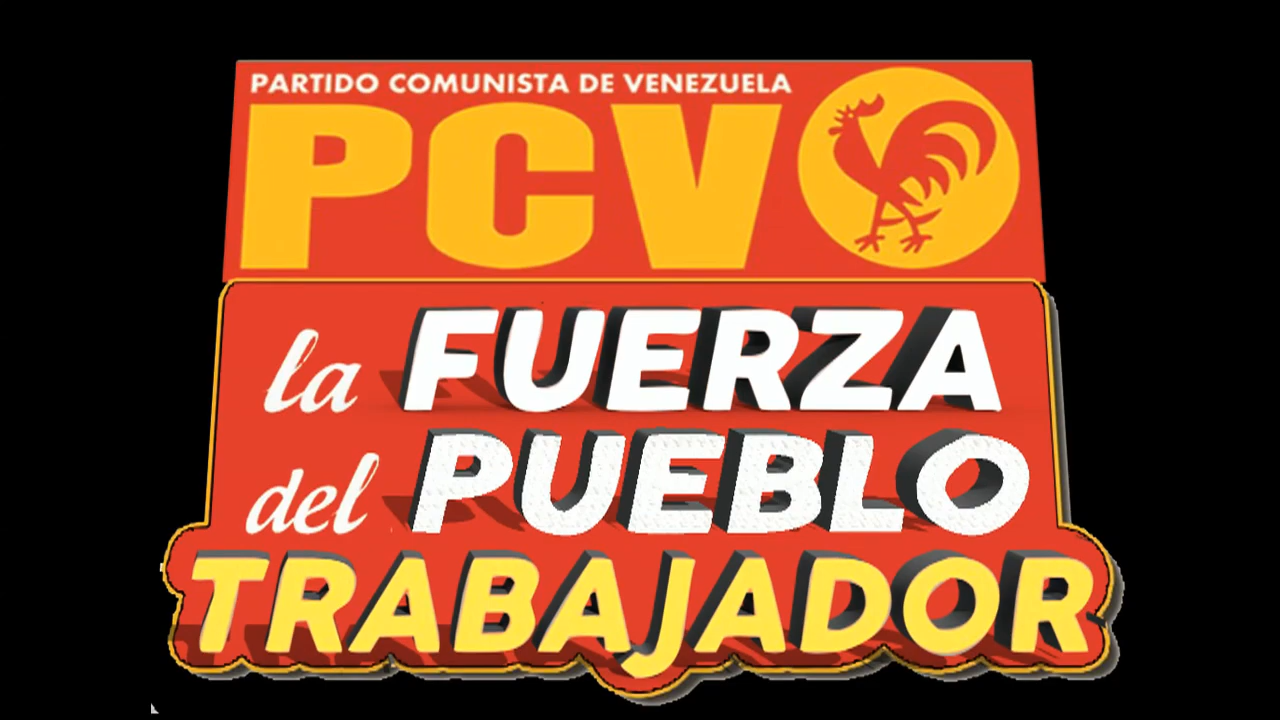 PARTIDO COMUNISTA DE VENEZUELA
PCV
la FUERZA
del PUEBLO
TRABAJADOR